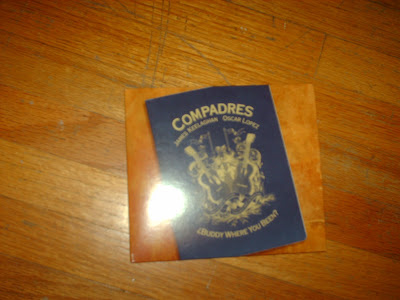 COMPADRES
JAMES KEELAGHAN OSCAR LOPEZ
¿BUDDY WHERE YOU BEEN?